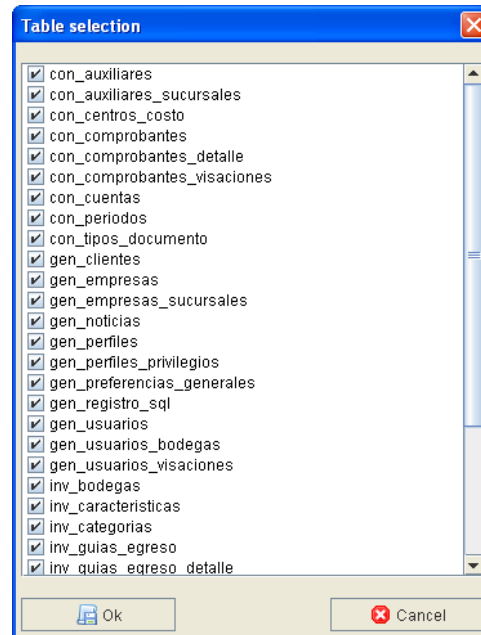 Table selection
con_auxiliares
con_auxiliares_sucursales
con_centros_costo
con_comprobantes
con_comprobantes_detalle
con_comprobantes_visaciones
con_cuentas
con_periodos
con_tipos_documento
gen_clientes
gen_empresas
gen_empresas_sucursales
gen_noticias
gen_perfiles
gen_perfiles_privilegios
gen_preferencias_generales
gen_registro_sql
gen_usuarios
gen_usuarios_bodegas
gen_usuarios_visaciones
inv_bodegas
inv_caracteristicas
inv_categorias
inv_guias_egreso
inv_guias_egreso_detalle
Ok
Cancel